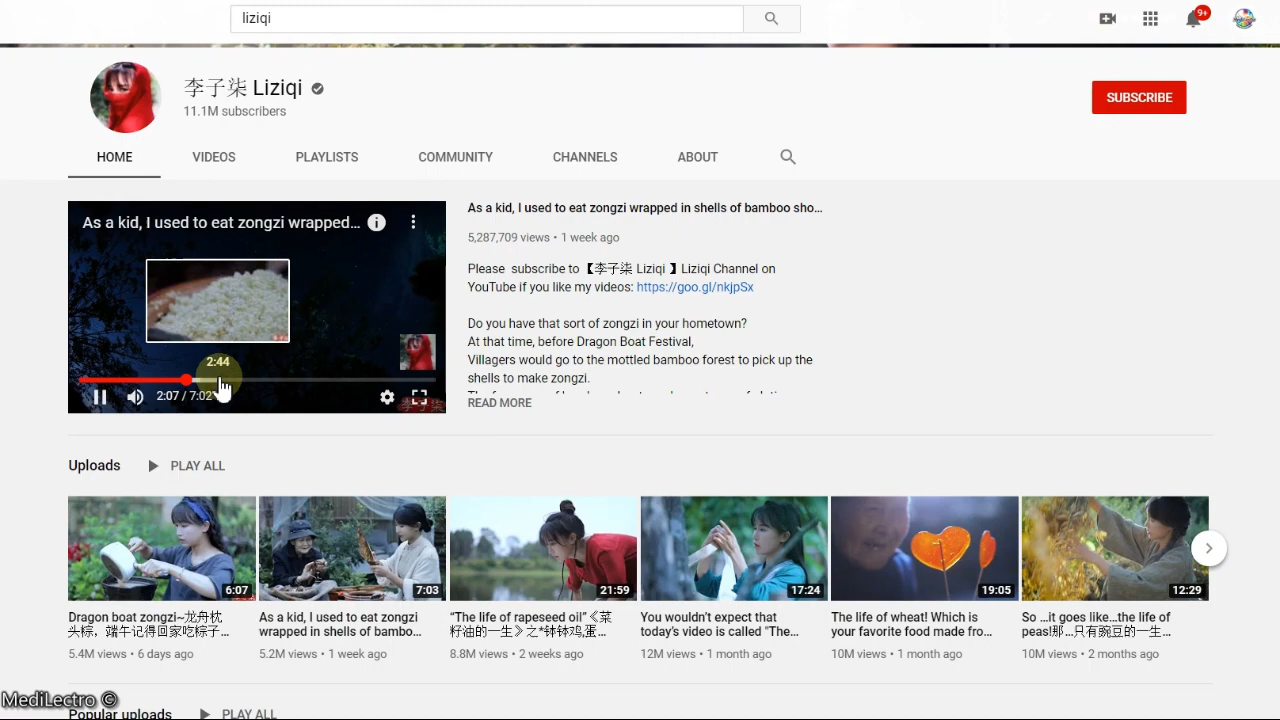 liziqi
9+
李子柒 Liziqi
11.1M subscribers
SUBSCRIBE
HOME
VIDEOS
PLAYLISTS
COMMUNITY
CHANNELS
ABOUT
As a kid, I used to eat zongzi wrapped...
2:44
2:07 / 7:02
As a kid, I used to eat zongzi wrapped in shells of bamboo sho...
5,287,709 views • 1 week ago
Please subscribe to【李子柒 Liziqi 】Liziqi Channel on
YouTube if you like my videos: https://goo.gl/nkjpSx
Do you have that sort of zongzi in your hometown?
At that time, before Dragon Boat Festival,
Villagers would go to the mottled bamboo forest to pick up the
shells to make zongzi.
READ MORE
Uploads
PLAY ALL
6:07
7:03
21:59
17:24
19:05
12:29
Dragon boat zongzi~龙舟枕
头粽，端午记得回家吃粽子...
5.4M views • 6 days ago
As a kid, I used to eat zongzi
wrapped in shells of bambo...
5.2M views • 1 week ago
“The life of rapeseed oil”《菜
籽油的一生》之*钵钵鸡,蛋...
8.8M views • 2 weeks ago
You wouldn’t expect that
today’s video is called "The...
12M views • 1 month ago
The life of wheat! Which is
your favorite food made fro...
10M views • 1 month ago
So ...it goes like...the life of
peas!那...只有豌豆的一生...
10M views • 2 months ago
MediLectro ©
Popular uploads
PLAY ALL